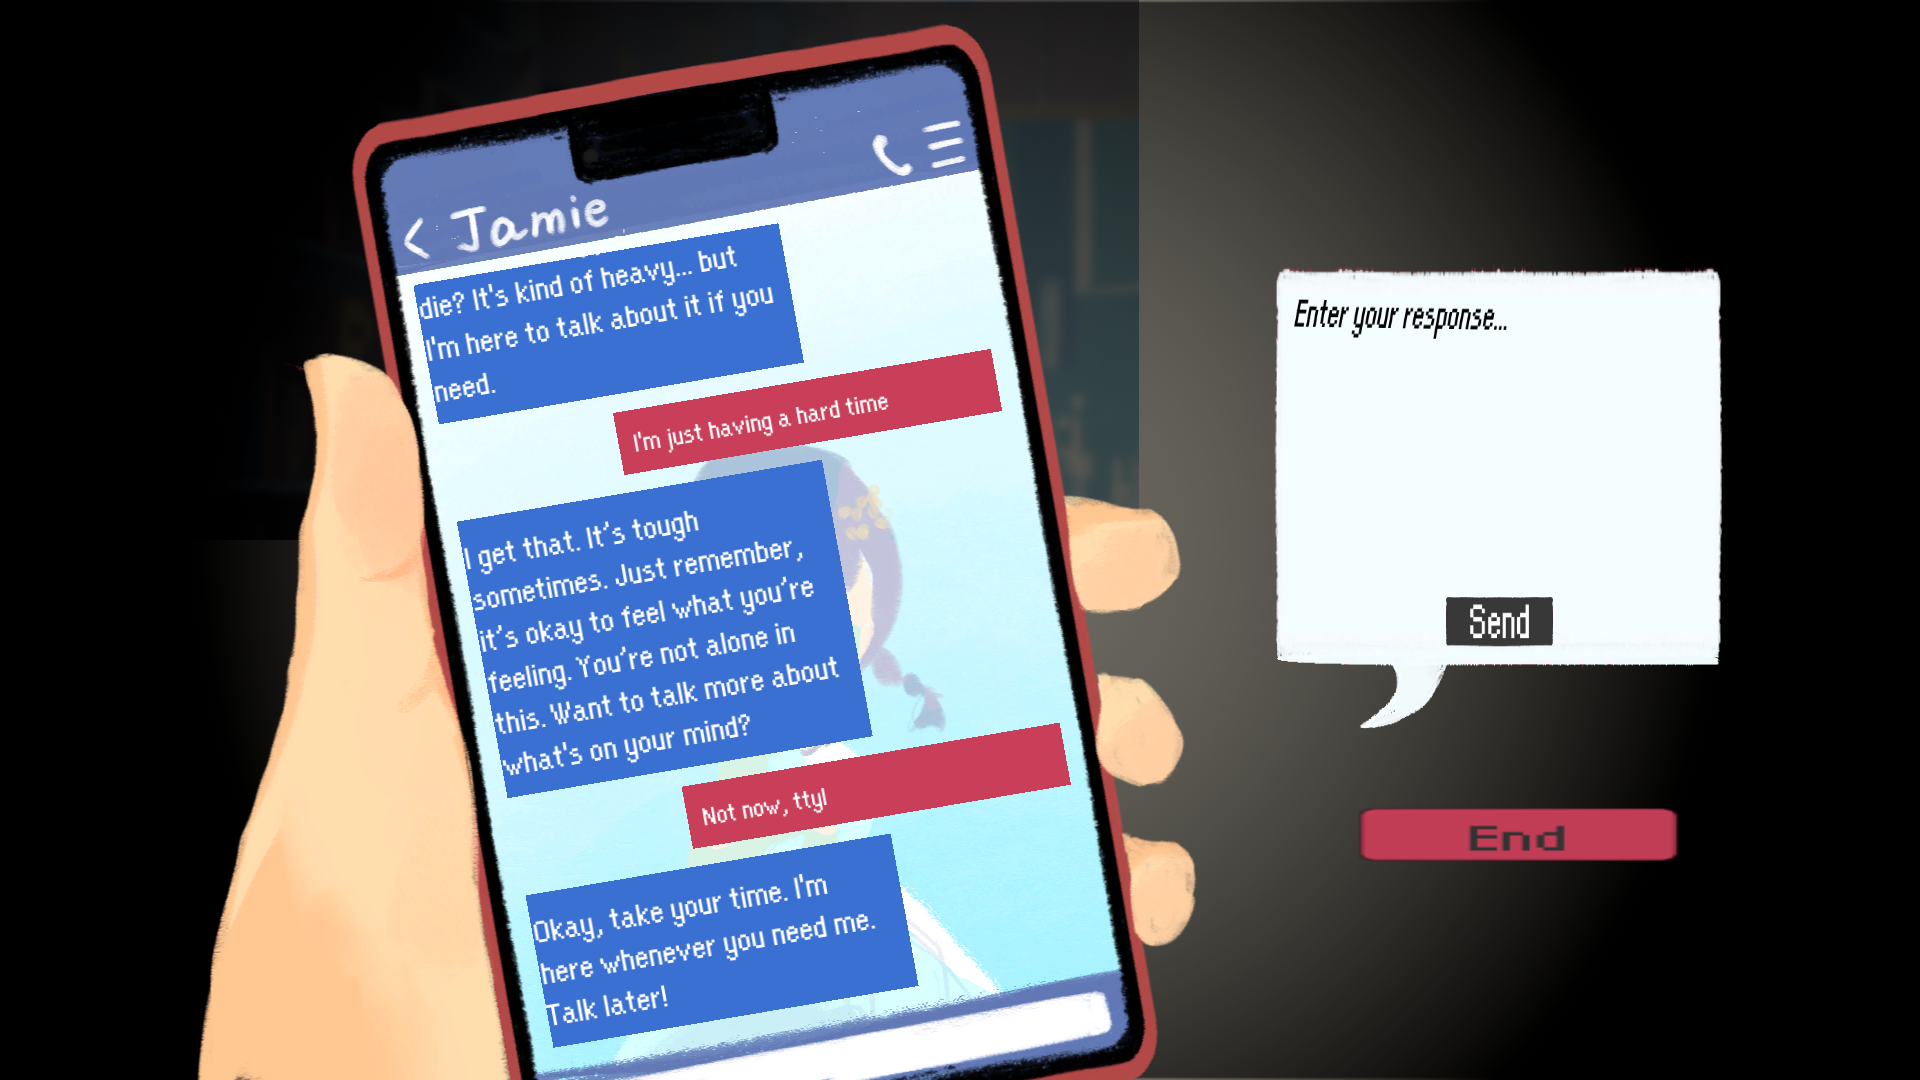 < Jamie
die? It's kind of heavy... but
I'm here to talk about it if you
need.
I'm just having a hard time
I get that. It's tough
sometimes. Just remember,
it's okay to feel what you're
feeling. You're not alone in
this. Want to talk more about
what's on your mind?
Not now, ttyl
Okay, take your time. I'm
here whenever you need me.
Talk later!
Enter your response...
Send
End